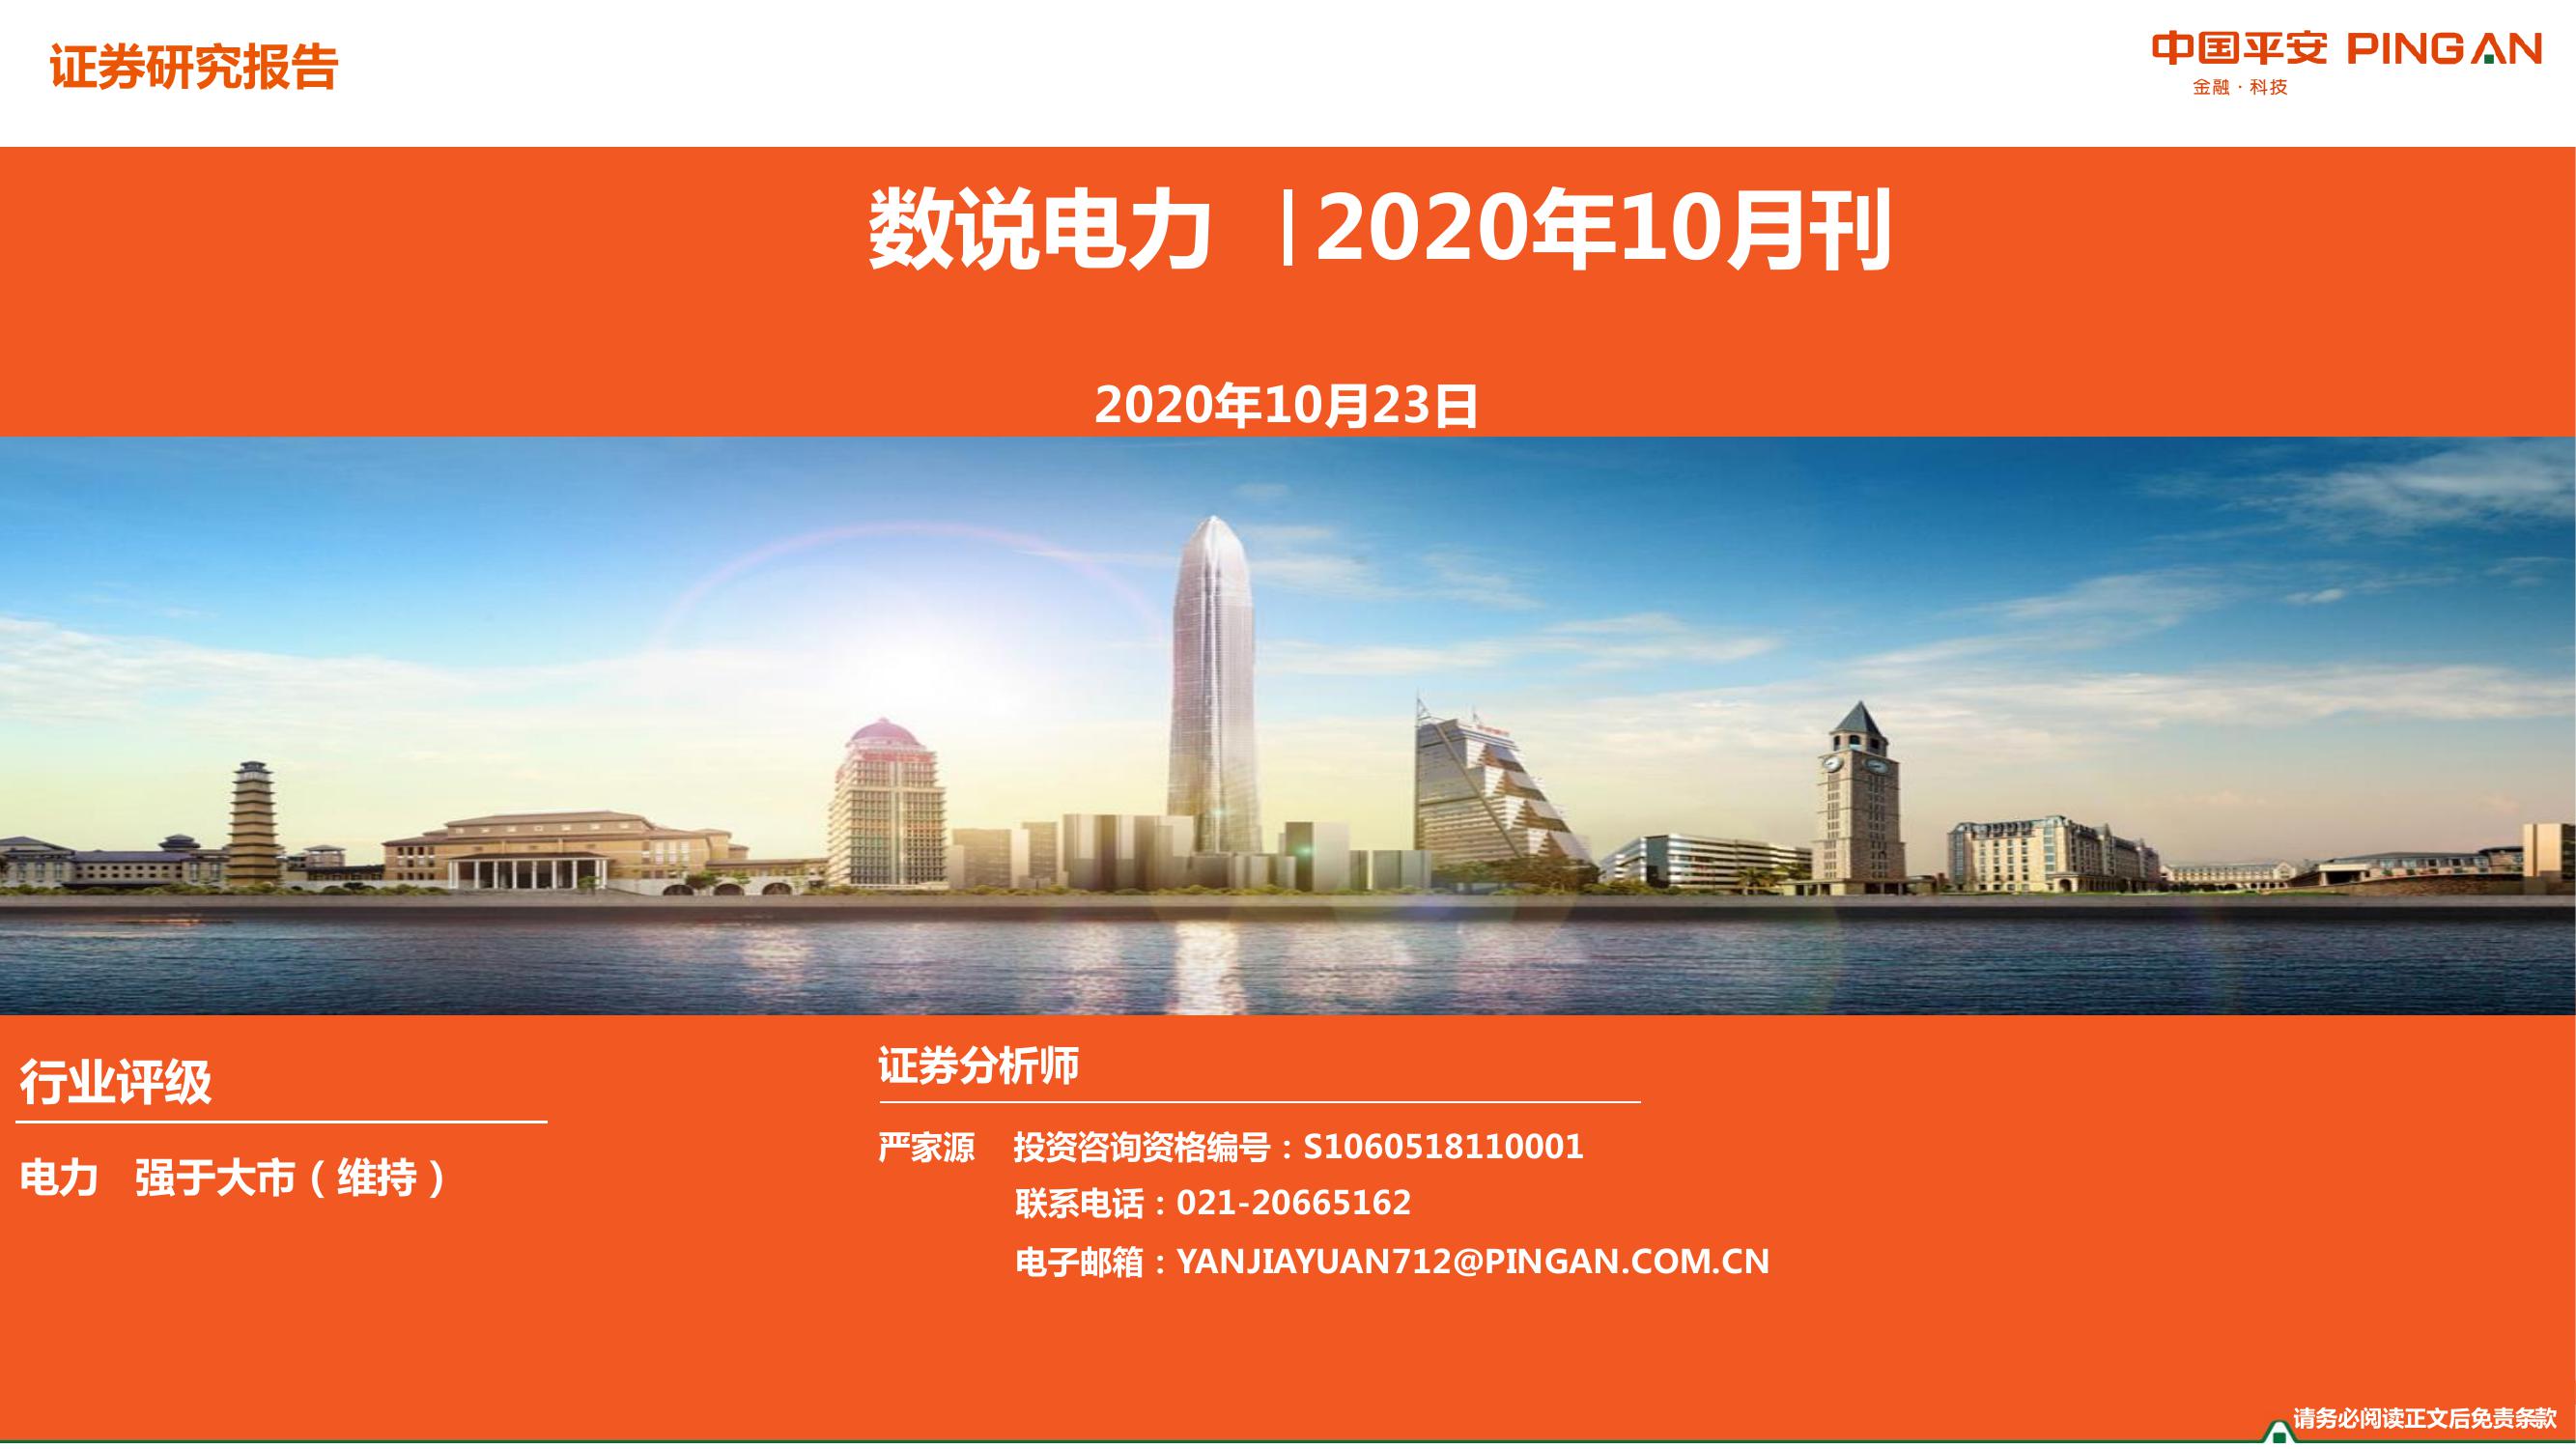 证券研究报告
中国平安 PINGAN
金融·科技
数说电力 |2020年10月刊
2020年10月23日
行业评级
电力 强于大市（维持）
证券分析师
严家源 投资咨询资格编号：S1060518110001
联系电话：021-20665162
电子邮箱：YANJIAYUAN712@PINGAN.COM.CN
请务必阅读正文后免责条款